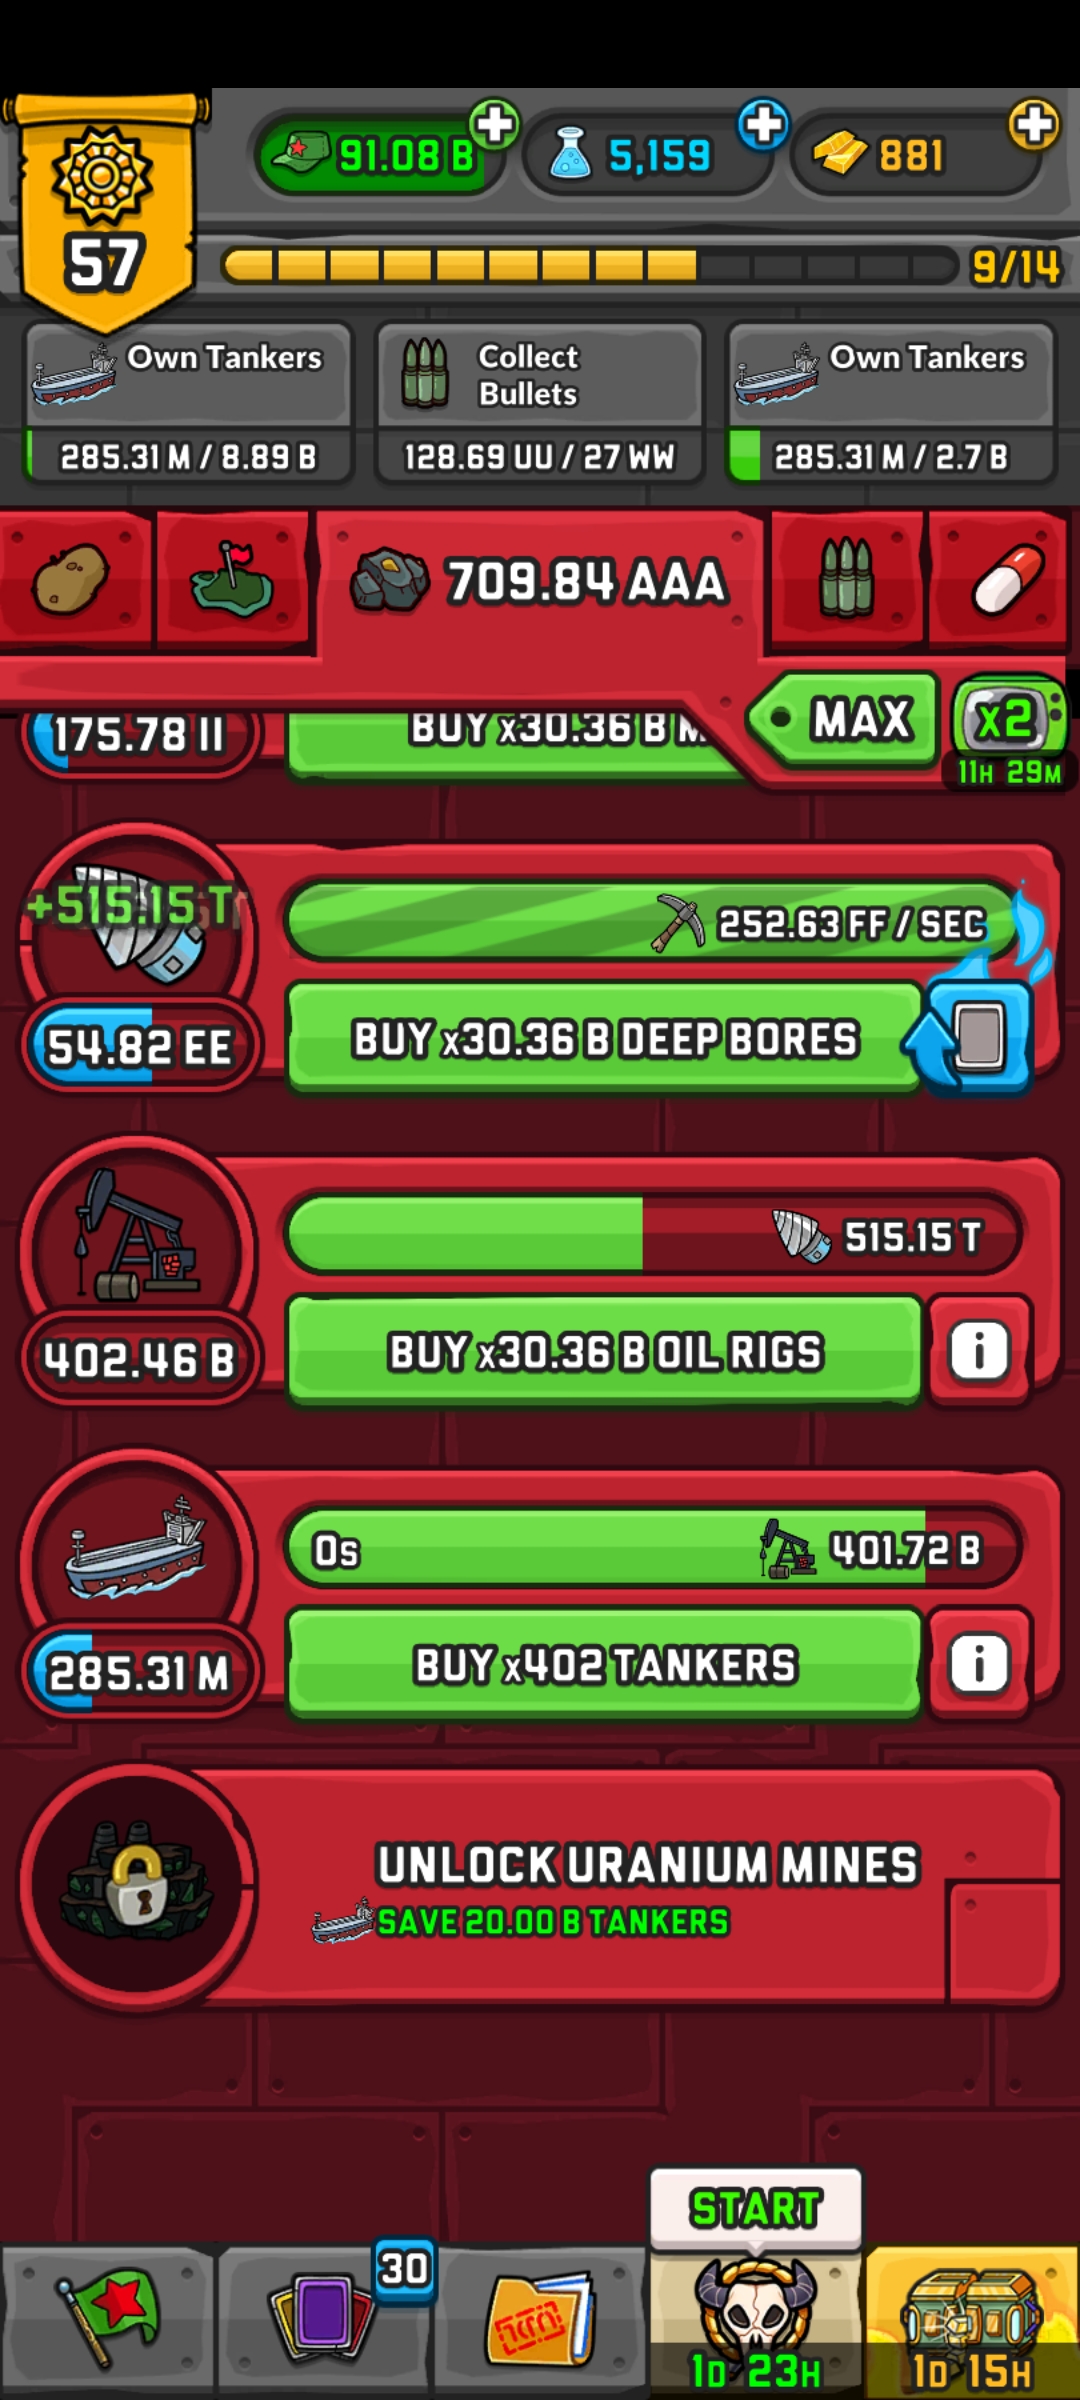 91.08 B
5,159
881
57
9/14
Own Tankers
285.31 M / 8.89 B
Collect
Bullets
128.69 UU / 27 WW
Own Tankers
285.31 M / 2.7 B
709.84 AAA
MAX
x2
11H 29M
175.78 II
BUY x30.36 B
+515.15 T
252.63 FF / SEC
54.82 EE
BUY x30.36 B DEEP BORES
515.15 T
402.46 B
BUY x30.36 B OIL RIGS
i
0s
401.72 B
285.31 M
BUY x402 TANKERS
i
UNLOCK URANIUM MINES
SAVE 20.00 B TANKERS
START
30
1D 23H
1D 15H